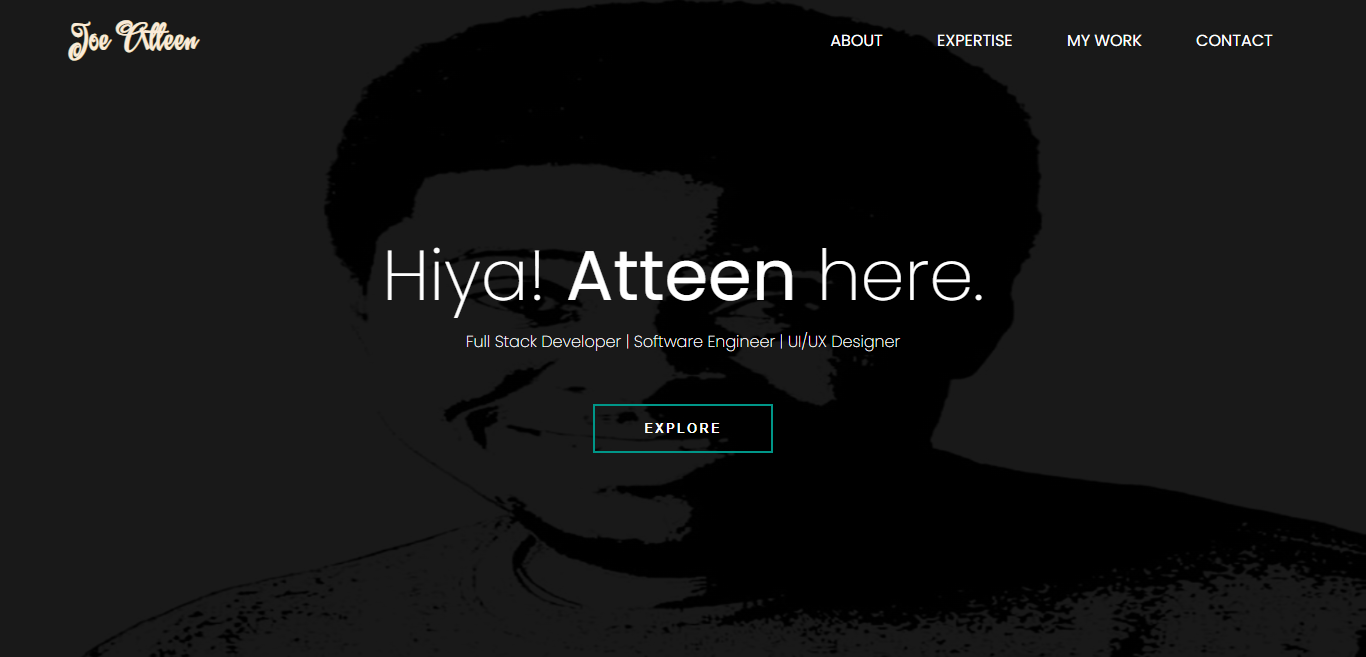 Joe Atteen
ABOUT EXPERTISE MY WORK CONTACT
Hiya! Atteen here.
Full Stack Developer | Software Engineer | UI/UX Designer
EXPLORE